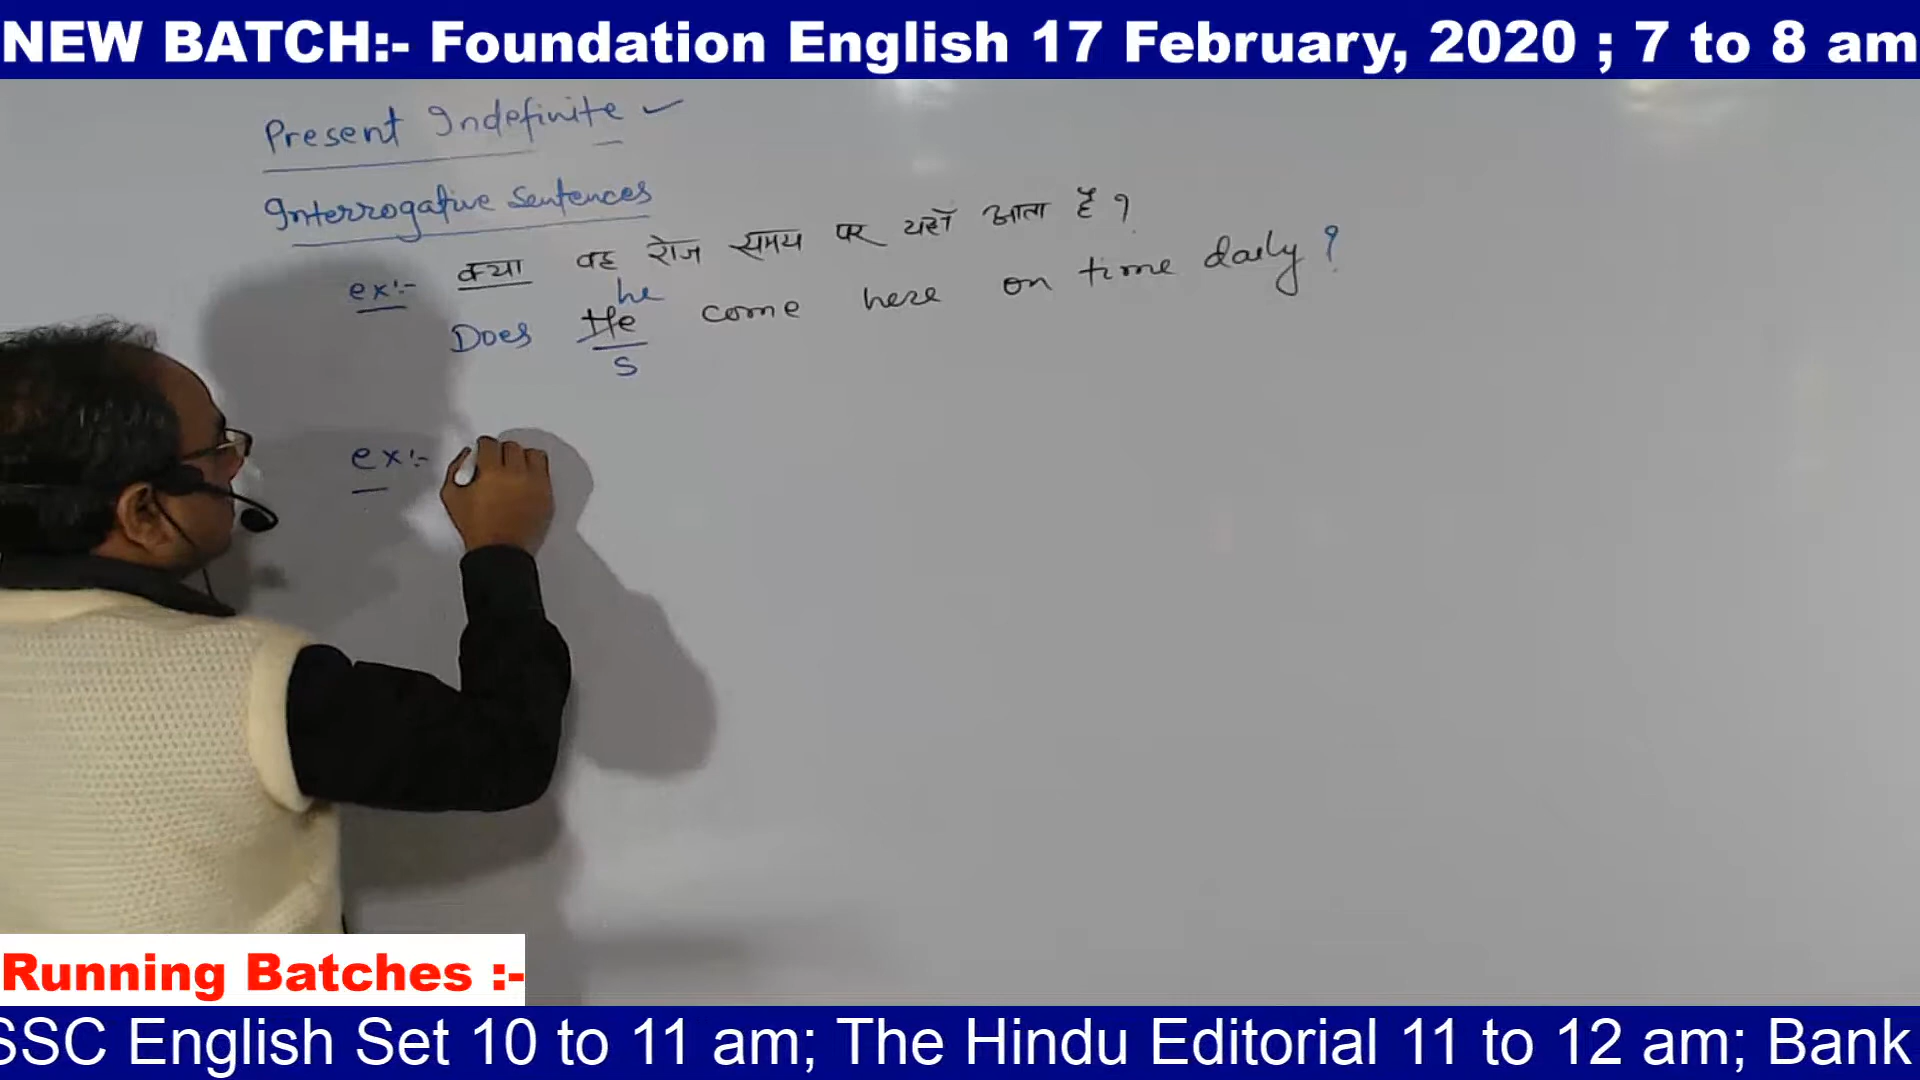 NEW BATCH:- Foundation English 17 February, 2020 ; 7 to 8 am
Present Indefinite ✓
Interrogative Sentences
ex:- क्या वह रोज समय पर यहाँ आता है ?
he
Does He come here on time daily ?
S
ex:-
Running Batches :-
SSC English Set 10 to 11 am; The Hindu Editorial 11 to 12 am; Bank